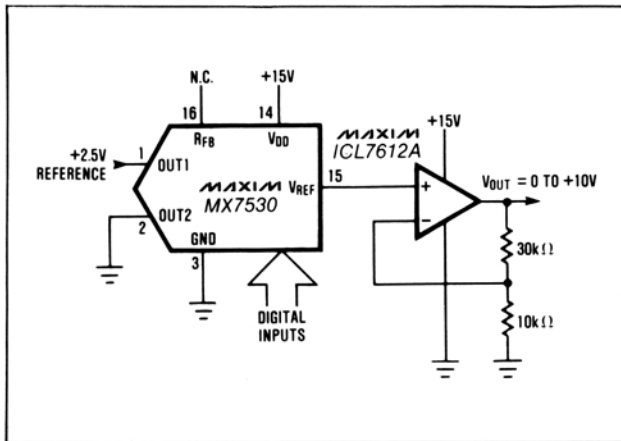 N.C.
+15V
16
14
RFB
VDD
+2.5V
REFERENCE
1
OUT1
MAXIM
MX7530
VREF
15
OUT2
2
GND
3
DIGITAL
INPUTS
MAXIM
ICL7612A
+15V
+
−
VOUT = 0 TO +10V
30kΩ
10kΩ